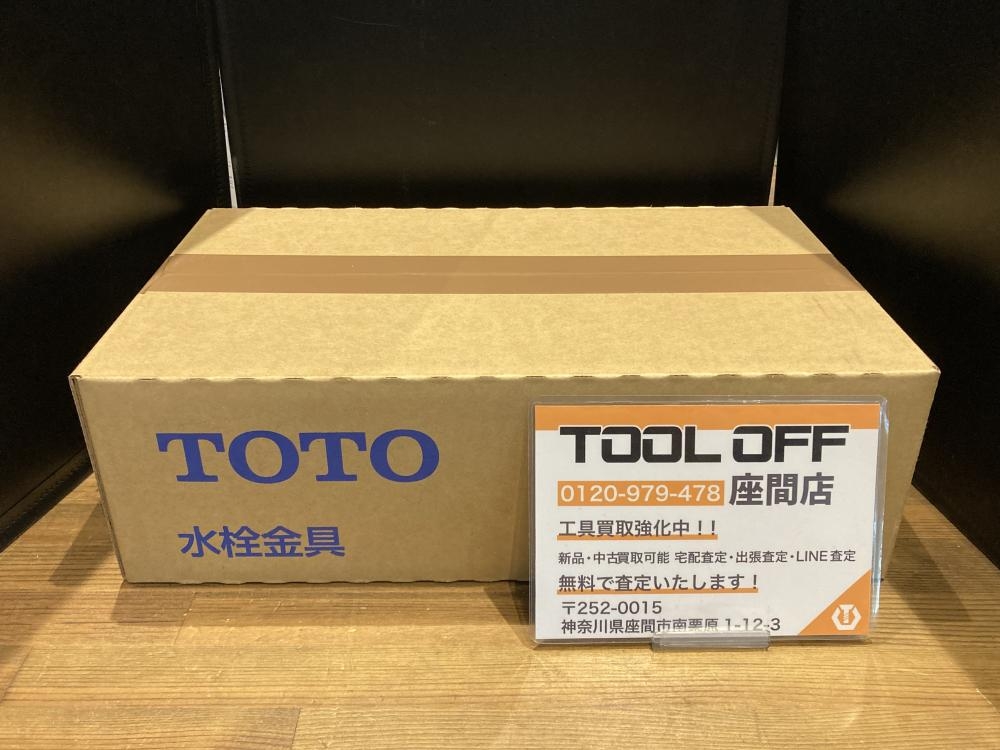 TOTO
水栓金具
TOOL OFF
0120-979-478 座間店
工具買取強化中!!
新品・中古買取可能 宅配査定・出張査定・LINE査定
無料で査定いたします!
〒252-0015
神奈川県座間市南栗原 1-12-3